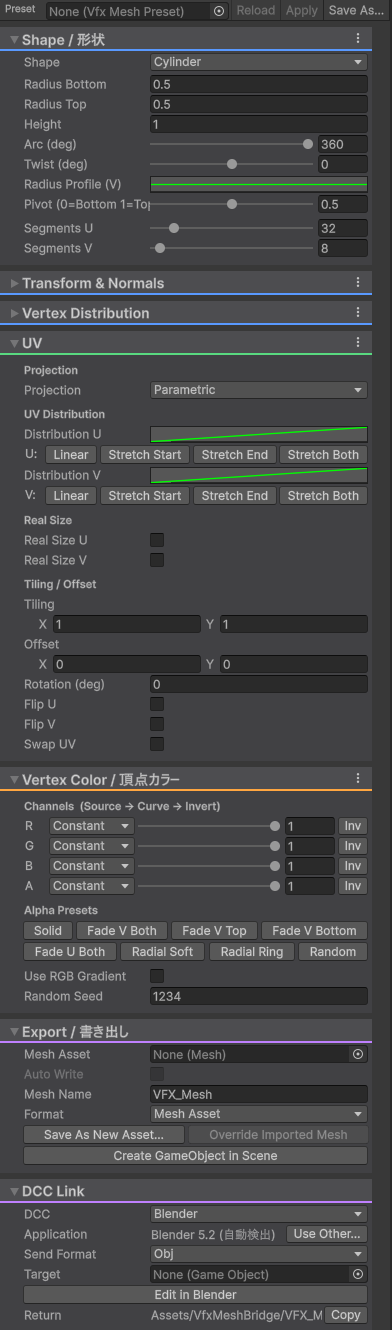 Preset None (Vfx Mesh Preset) Reload Apply Save As...
Shape / 形状
Shape Cylinder
Radius Bottom 0.5
Radius Top 0.5
Height 1
Arc (deg) 360
Twist (deg) 0
Radius Profile (V)
Pivot (0=Bottom 1=Top 0.5
Segments U 32
Segments V 8
Transform & Normals
Vertex Distribution
UV
Projection
Projection Parametric
UV Distribution
Distribution U
U: Linear Stretch Start Stretch End Stretch Both
Distribution V
V: Linear Stretch Start Stretch End Stretch Both
Real Size
Real Size U
Real Size V
Tiling / Offset
Tiling
X 1 Y 1
Offset
X 0 Y 0
Rotation (deg) 0
Flip U
Flip V
Swap UV
Vertex Color / 頂点カラー
Channels (Source → Curve → Invert)
R Constant 1 Inv
G Constant 1 Inv
B Constant 1 Inv
A Constant 1 Inv
Alpha Presets
Solid Fade V Both Fade V Top Fade V Bottom
Fade U Both Radial Soft Radial Ring Random
Use RGB Gradient
Random Seed 1234
Export / 書き出し
Mesh Asset None (Mesh)
Auto Write
Mesh Name VFX_Mesh
Format Mesh Asset
Save As New Asset... Override Imported Mesh
Create GameObject in Scene
DCC Link
DCC Blender
Application Blender 5.2 (自動検出) Use Other...
Send Format Obj
Target None (Game Object)
Edit in Blender
Return Assets/VfxMeshBridge/VFX_M Copy